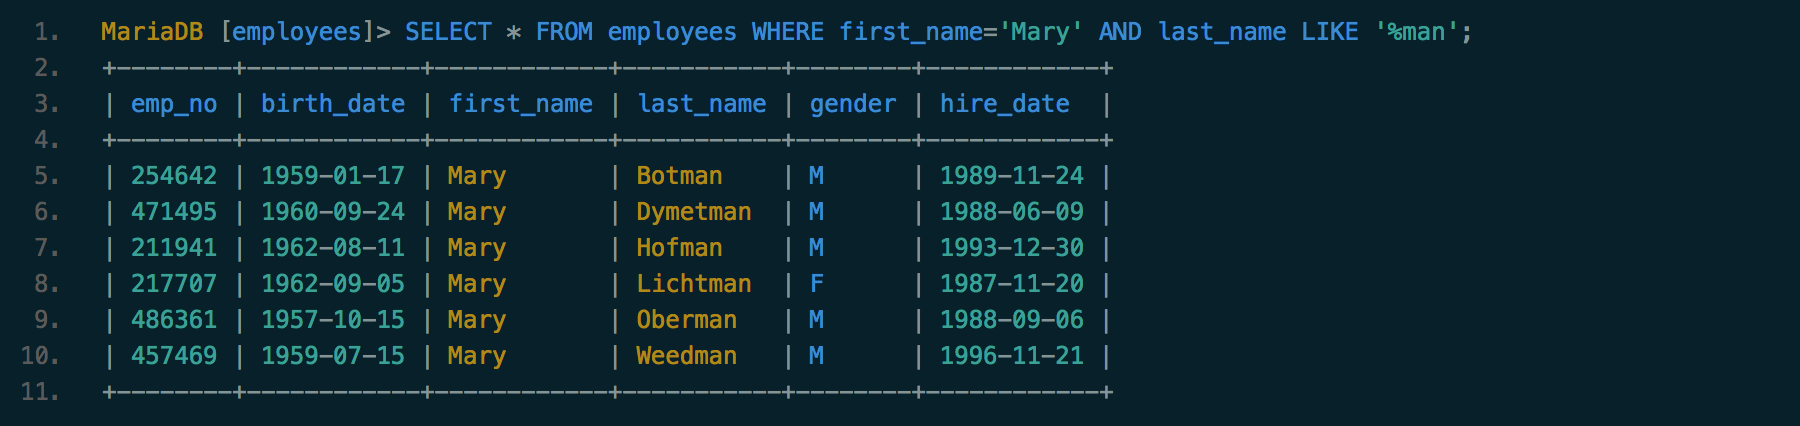 1. MariaDB [employees]> SELECT * FROM employees WHERE first_name='Mary' AND last_name LIKE '%man';
2. +--------+------------+------------+-----------+--------+------------+
3. | emp_no | birth_date | first_name | last_name | gender | hire_date  |
4. +--------+------------+------------+-----------+--------+------------+
5. | 254642 | 1959-01-17 | Mary       | Botman    | M      | 1989-11-24 |
6. | 471495 | 1960-09-24 | Mary       | Dymetman  | M      | 1988-06-09 |
7. | 211941 | 1962-08-11 | Mary       | Hofman    | M      | 1993-12-30 |
8. | 217707 | 1962-09-05 | Mary       | Lichtman  | F      | 1987-11-20 |
9. | 486361 | 1957-10-15 | Mary       | Oberman   | M      | 1988-09-06 |
10. | 457469 | 1959-07-15 | Mary       | Weedman   | M      | 1996-11-21 |
11. +--------+------------+------------+-----------+--------+------------+